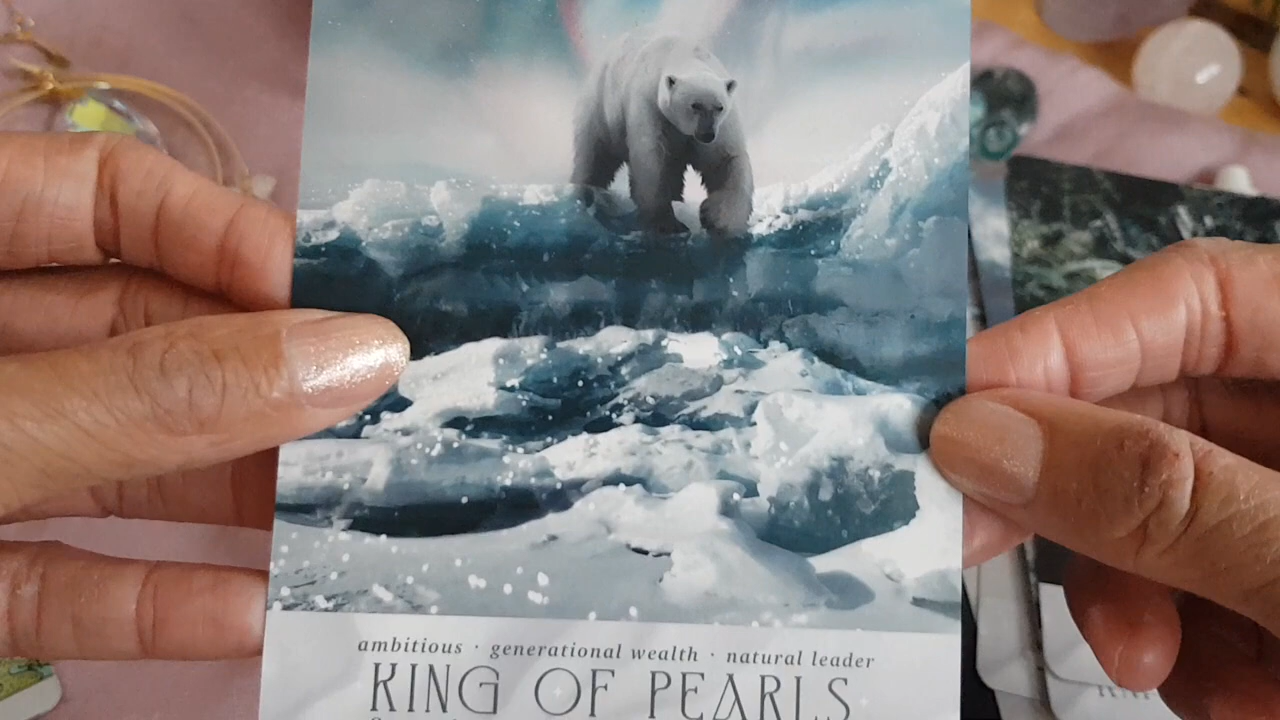 ambitious · generational wealth · natural leader
KING OF PEARLS